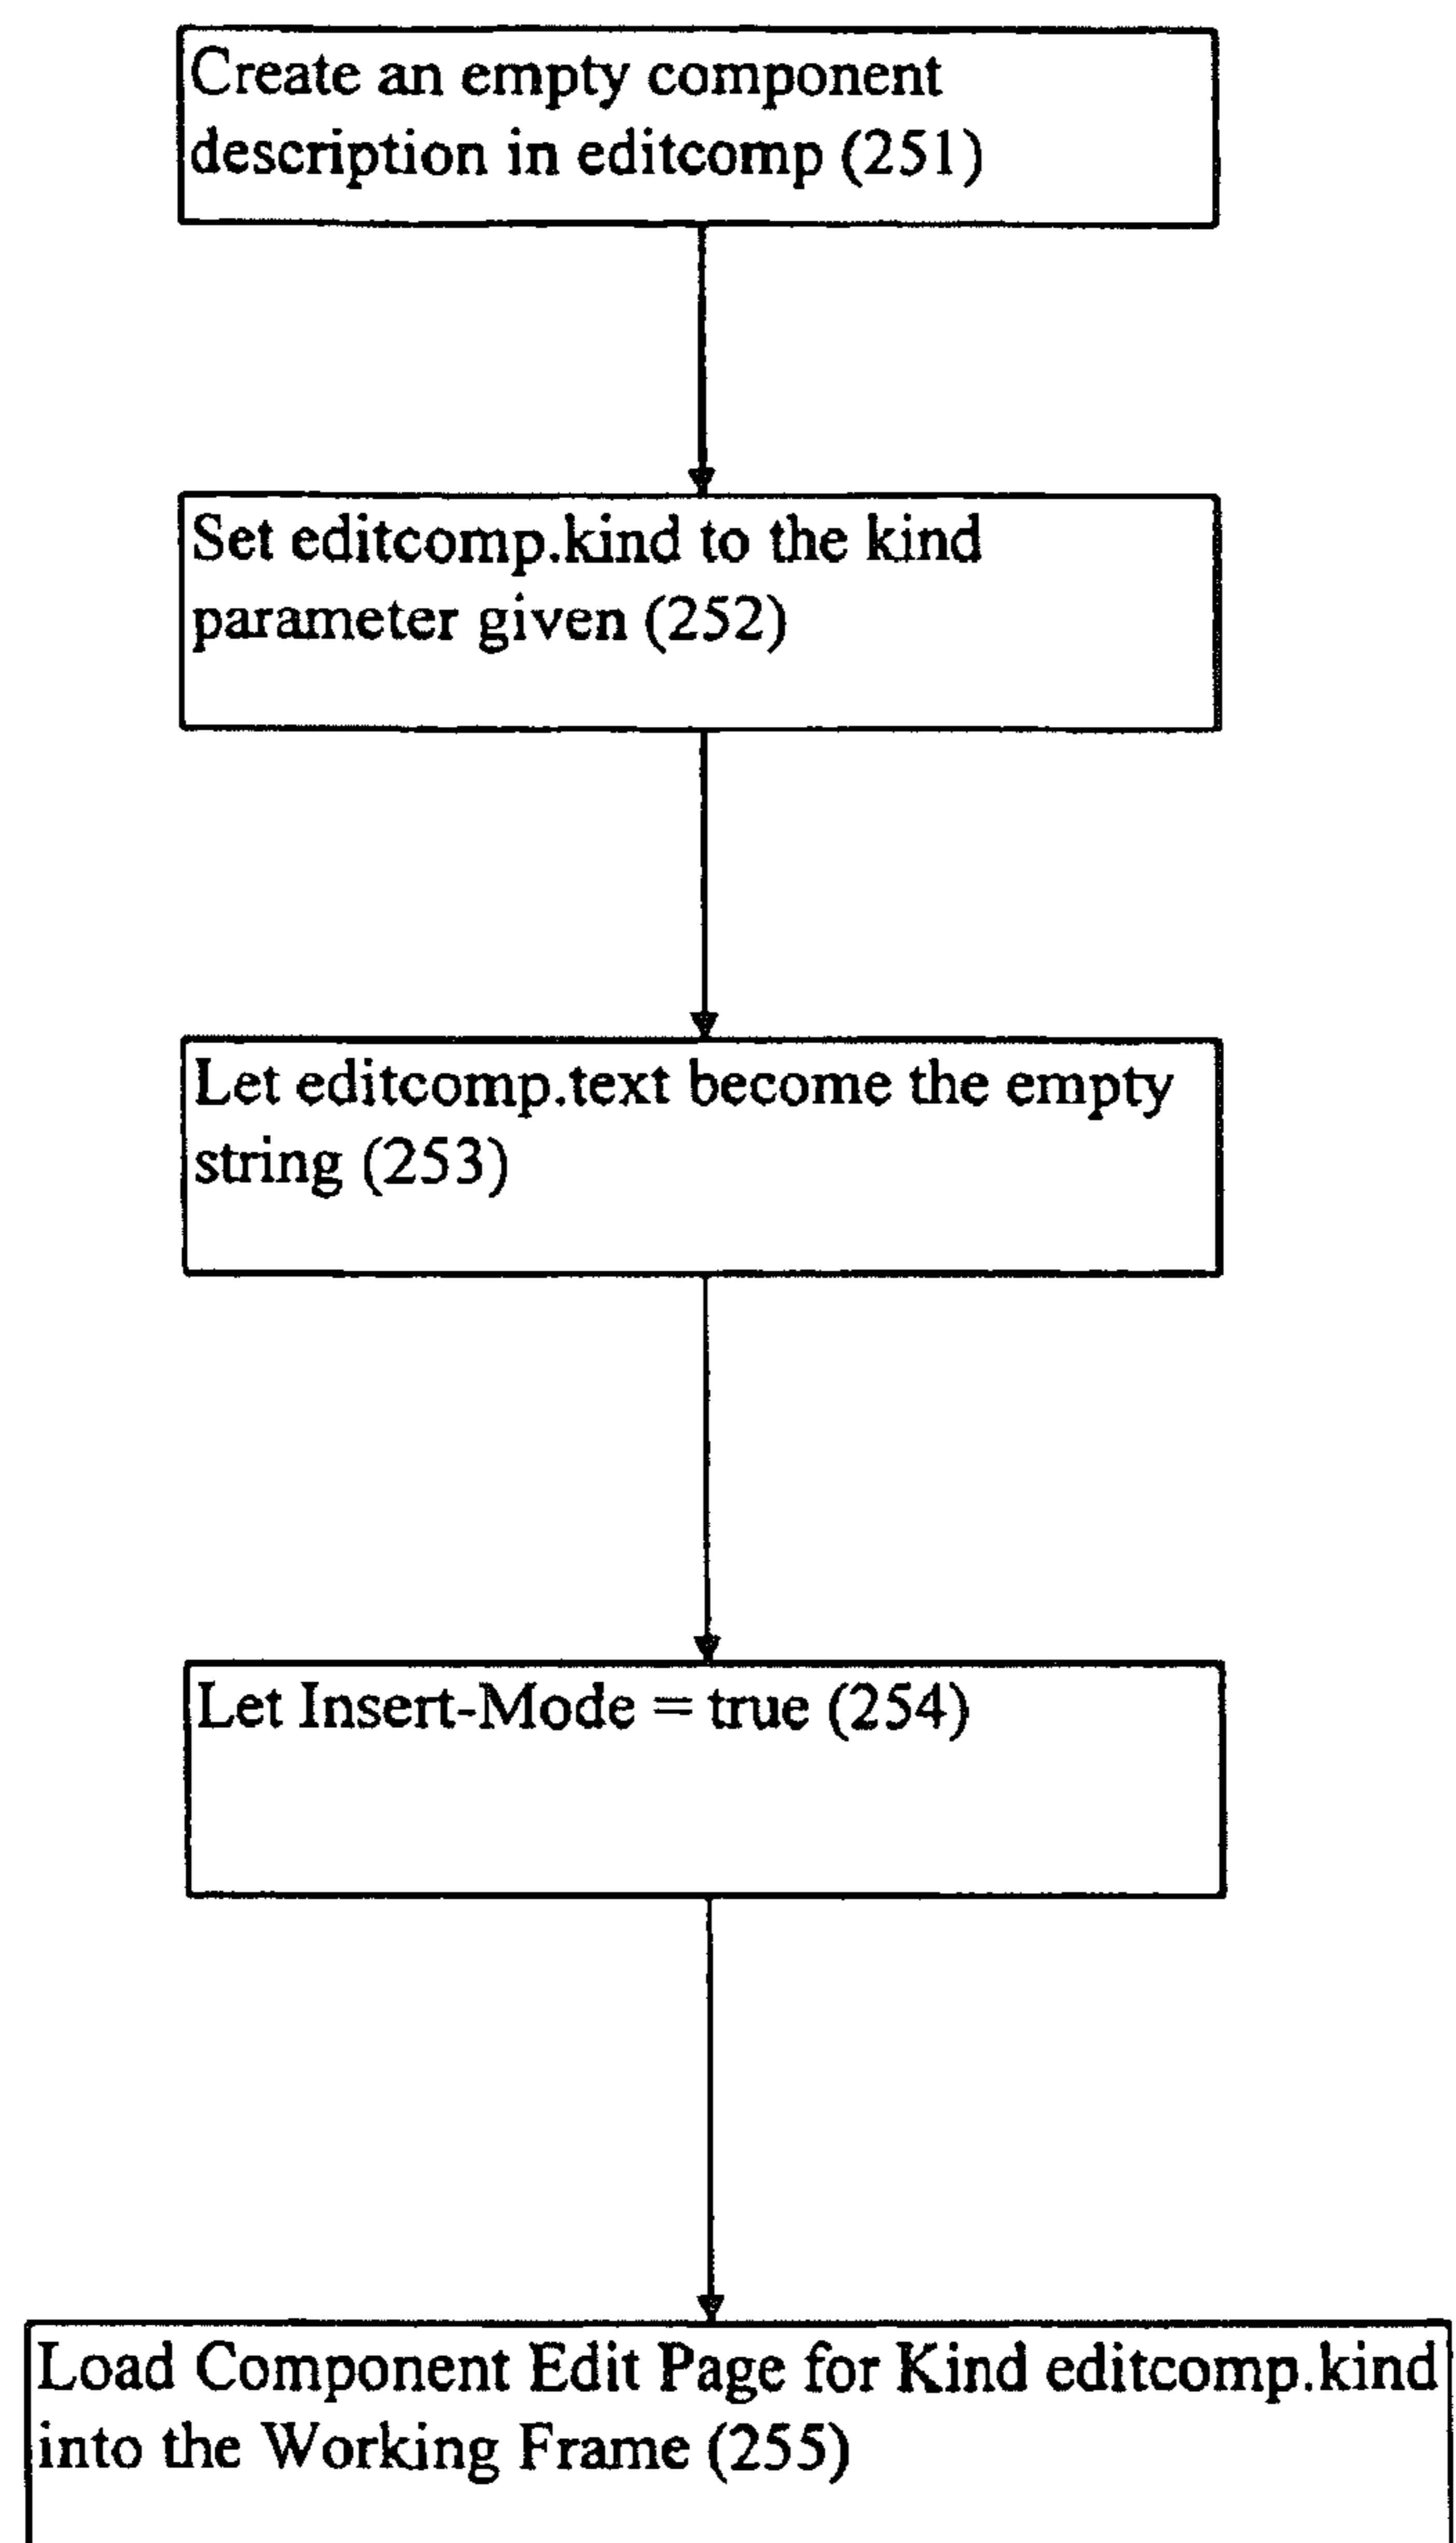 Create an empty component
description in editcomp (251)
Set editcomp.kind to the kind
parameter given (252)
Let editcomp.text become the empty
string (253)
Let Insert-Mode = true (254)
Load Component Edit Page for Kind editcomp.kind
into the Working Frame (255)